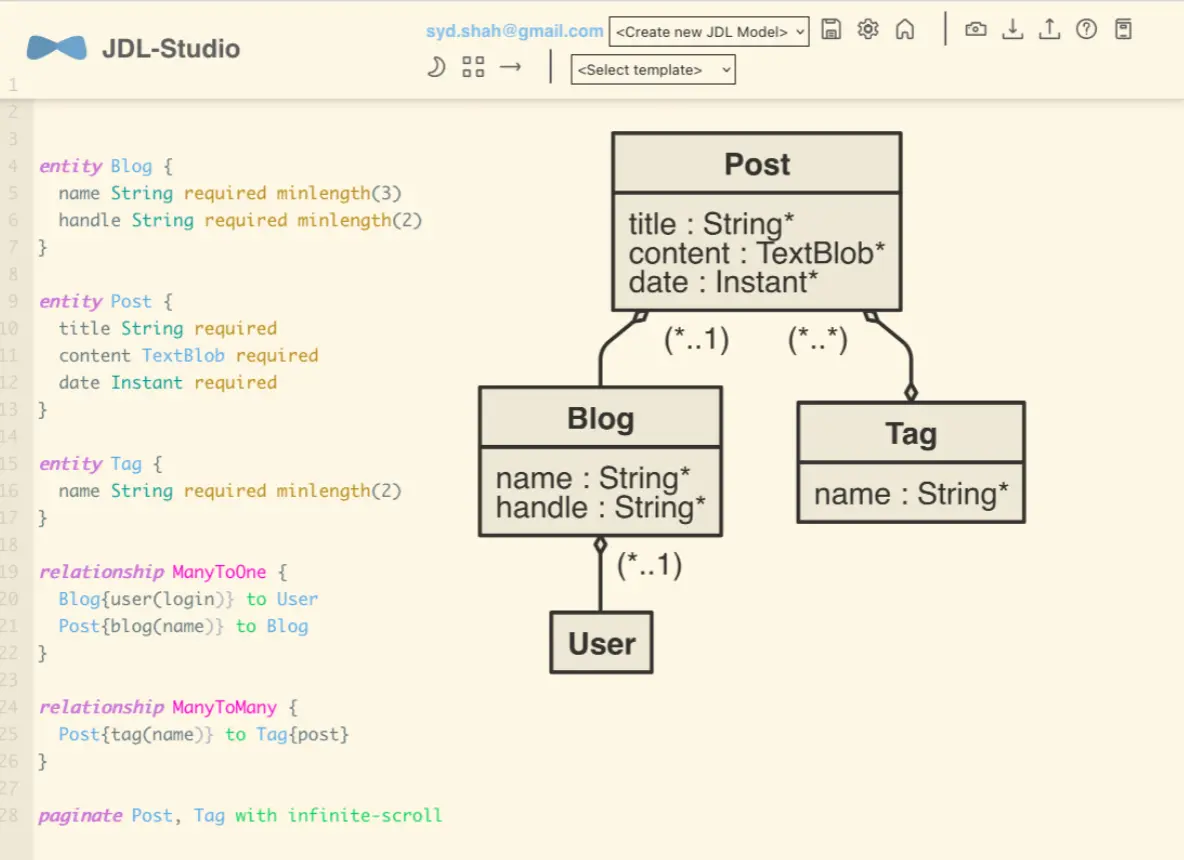 JDL-Studio
syd.shah@gmail.com <Create new JDL Model>
<Select template>
1
2
3
4 entity Blog {
5 name String required minlength(3)
6 handle String required minlength(2)
7 }
8
9 entity Post {
10 title String required
11 content TextBlob required
12 date Instant required
13 }
14
15 entity Tag {
16 name String required minlength(2)
17 }
18
19 relationship ManyToOne {
20 Blog{user(login)} to User
21 Post{blog(name)} to Blog
22 }
23
24 relationship ManyToMany {
25 Post{tag(name)} to Tag{post}
26 }
27
28 paginate Post, Tag with infinite-scroll
Post
title : String*
content : TextBlob*
date : Instant*
(*..1) (*..*)
Blog
name : String*
handle : String*
Tag
name : String*
(*..1)
User